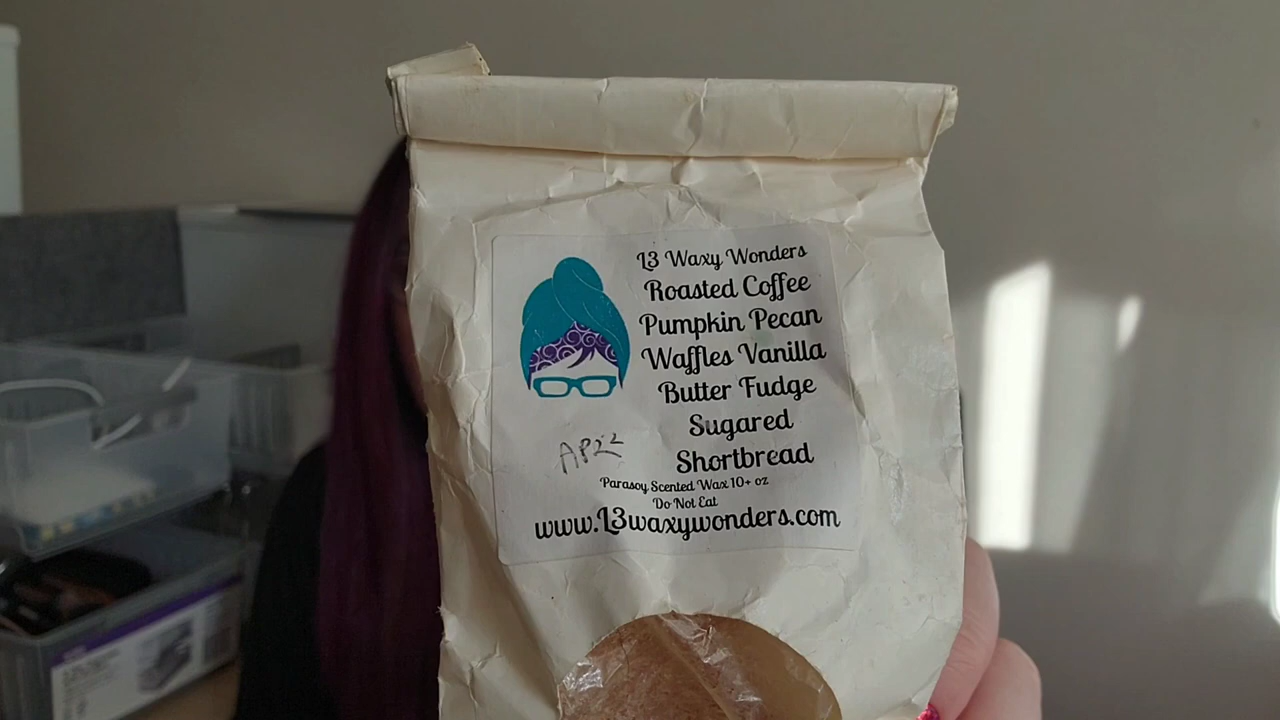 L3 Waxy Wonders
Roasted Coffee
Pumpkin Pecan
Waffles Vanilla
Butter Fudge
Sugared
Shortbread
AP22
Parasoy Scented Wax 10+ oz
Do Not Eat
www.L3waxywonders.com